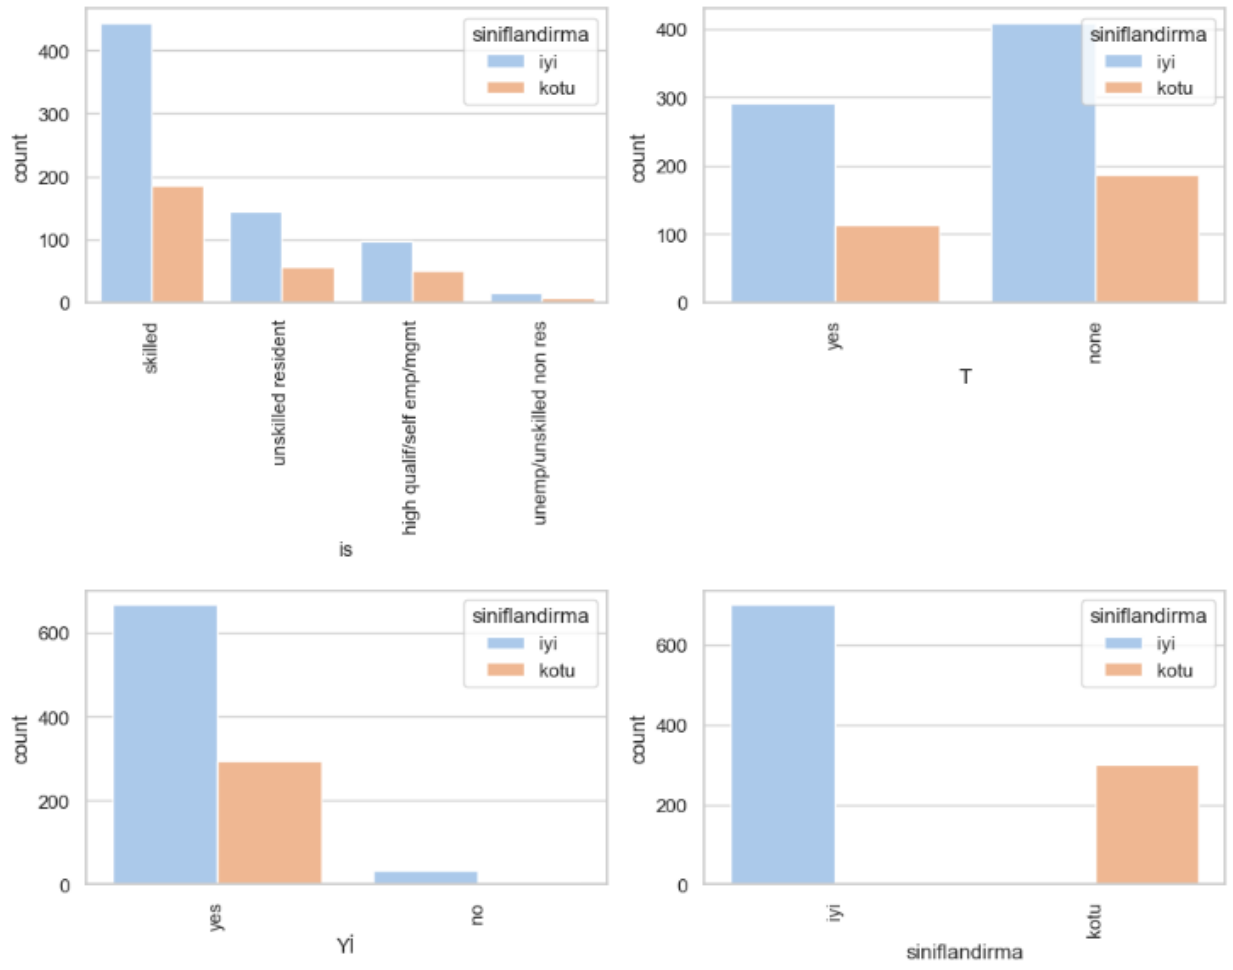 siniflandirma
iyi
kotu
count
400
300
200
100
0
skilled
unskilled resident
high qualif/self emp/mgmt
unemp/unskilled non res
is
siniflandirma
iyi
kotu
count
400
300
200
100
0
yes
none
T
siniflandirma
iyi
kotu
count
600
400
200
0
yes
no
Yİ
siniflandirma
iyi
kotu
count
600
400
200
0
iyi
kotu
siniflandirma